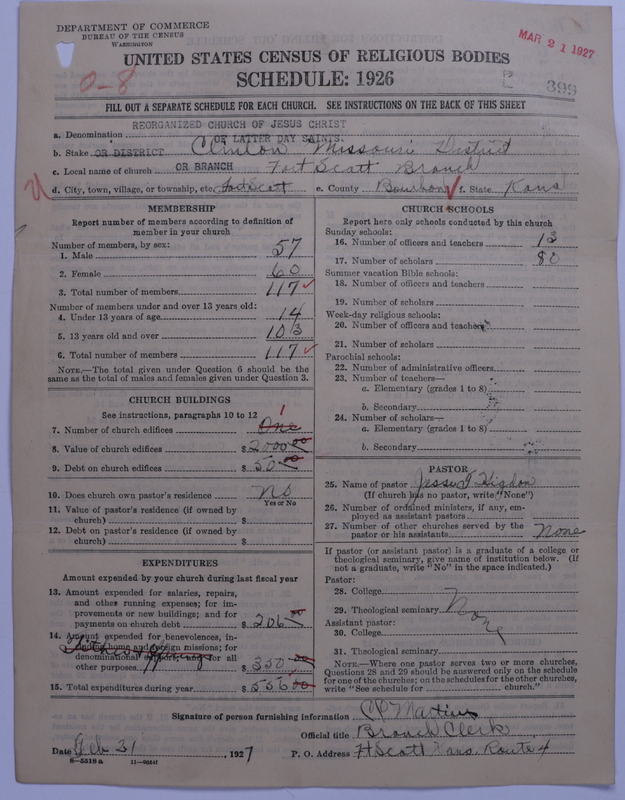 DEPARTMENT OF COMMERCE
BUREAU OF THE CENSUS
WASHINGTON
MAR 21 1927
UNITED STATES CENSUS OF RELIGIOUS BODIES
SCHEDULE: 1926
0-8
399
FILL OUT A SEPARATE SCHEDULE FOR EACH CHURCH. SEE INSTRUCTIONS ON THE BACK OF THIS SHEET
REORGANIZED CHURCH OF JESUS CHRIST
a. Denomination OF LATTER DAY SAINTS.
b. Stake OR DISTRICT Clinton Missouri District
c. Local name of church OR BRANCH Fort Scott Branch
d. City, town, village, or township, etc. Fort Scott e. County Bourbon f. State Kans
MEMBERSHIP
Report number of members according to definition of
member in your church
Number of members, by sex:
1. Male 57
2. Female 60
3. Total number of members 117
Number of members under and over 13 years old:
4. Under 13 years of age 14
5. 13 years old and over 103
6. Total number of members 117
NOTE.—The total given under Question 6 should be
same as the total of males and females given under Question 3.
CHURCH BUILDINGS
See instructions, paragraphs 10 to 12
1
7. Number of church edifices One
8. Value of church edifices $2000 00
9. Debt on church edifices $50 00
10. Does church own pastor's residence No
Yes or No
11. Value of pastor's residence (if owned by
church) $
12. Debt on pastor's residence (if owned by
church) $
EXPENDITURES
Amount expended by your church during last fiscal year
13. Amount expended for salaries, repairs,
and other running expenses; for im-
provements or new buildings; and for
payments on church debt $206 00
14. Amount expended for benevolences, in-
cluding home and foreign missions; for
denominational support; and for all
other purposes $350 00
15. Total expenditures during year $556 00
CHURCH SCHOOLS
Report here only schools conducted by this church
Sunday schools:
16. Number of officers and teachers 13
17. Number of scholars 80
Summer vacation Bible schools:
18. Number of officers and teachers
19. Number of scholars
Week-day religious schools:
20. Number of officers and teachers
21. Number of scholars
Parochial schools:
22. Number of administrative officers
23. Number of teachers—
a. Elementary (grades 1 to 8)
b. Secondary
24. Number of scholars—
a. Elementary (grades 1 to 8)
b. Secondary
PASTOR
25. Name of pastor Higdon
(If church has no pastor, write "None")
26. Number of ordained ministers, if any, em-
ployed as assistant pastors
27. Number of other churches served by the
pastor or his assistants None
If pastor (or assistant pastor) is a graduate of a college or
theological seminary, give name of institution below. (If
not a graduate, write "No" in the space indicated.)
Pastor:
28. College
29. Theological seminary None
Assistant pastor:
30. College
31. Theological seminary
NOTE.—Where one pastor serves two or more churches,
Questions 28 and 29 should be answered only on the schedule
for one of the churches; on the schedules for the other churches,
write "See schedule for church."
Signature of person furnishing information
Official title Branch Clerk
Date Feb , 1927 P. O. Address Ft Scott Kans. Route 4
8—5518 a